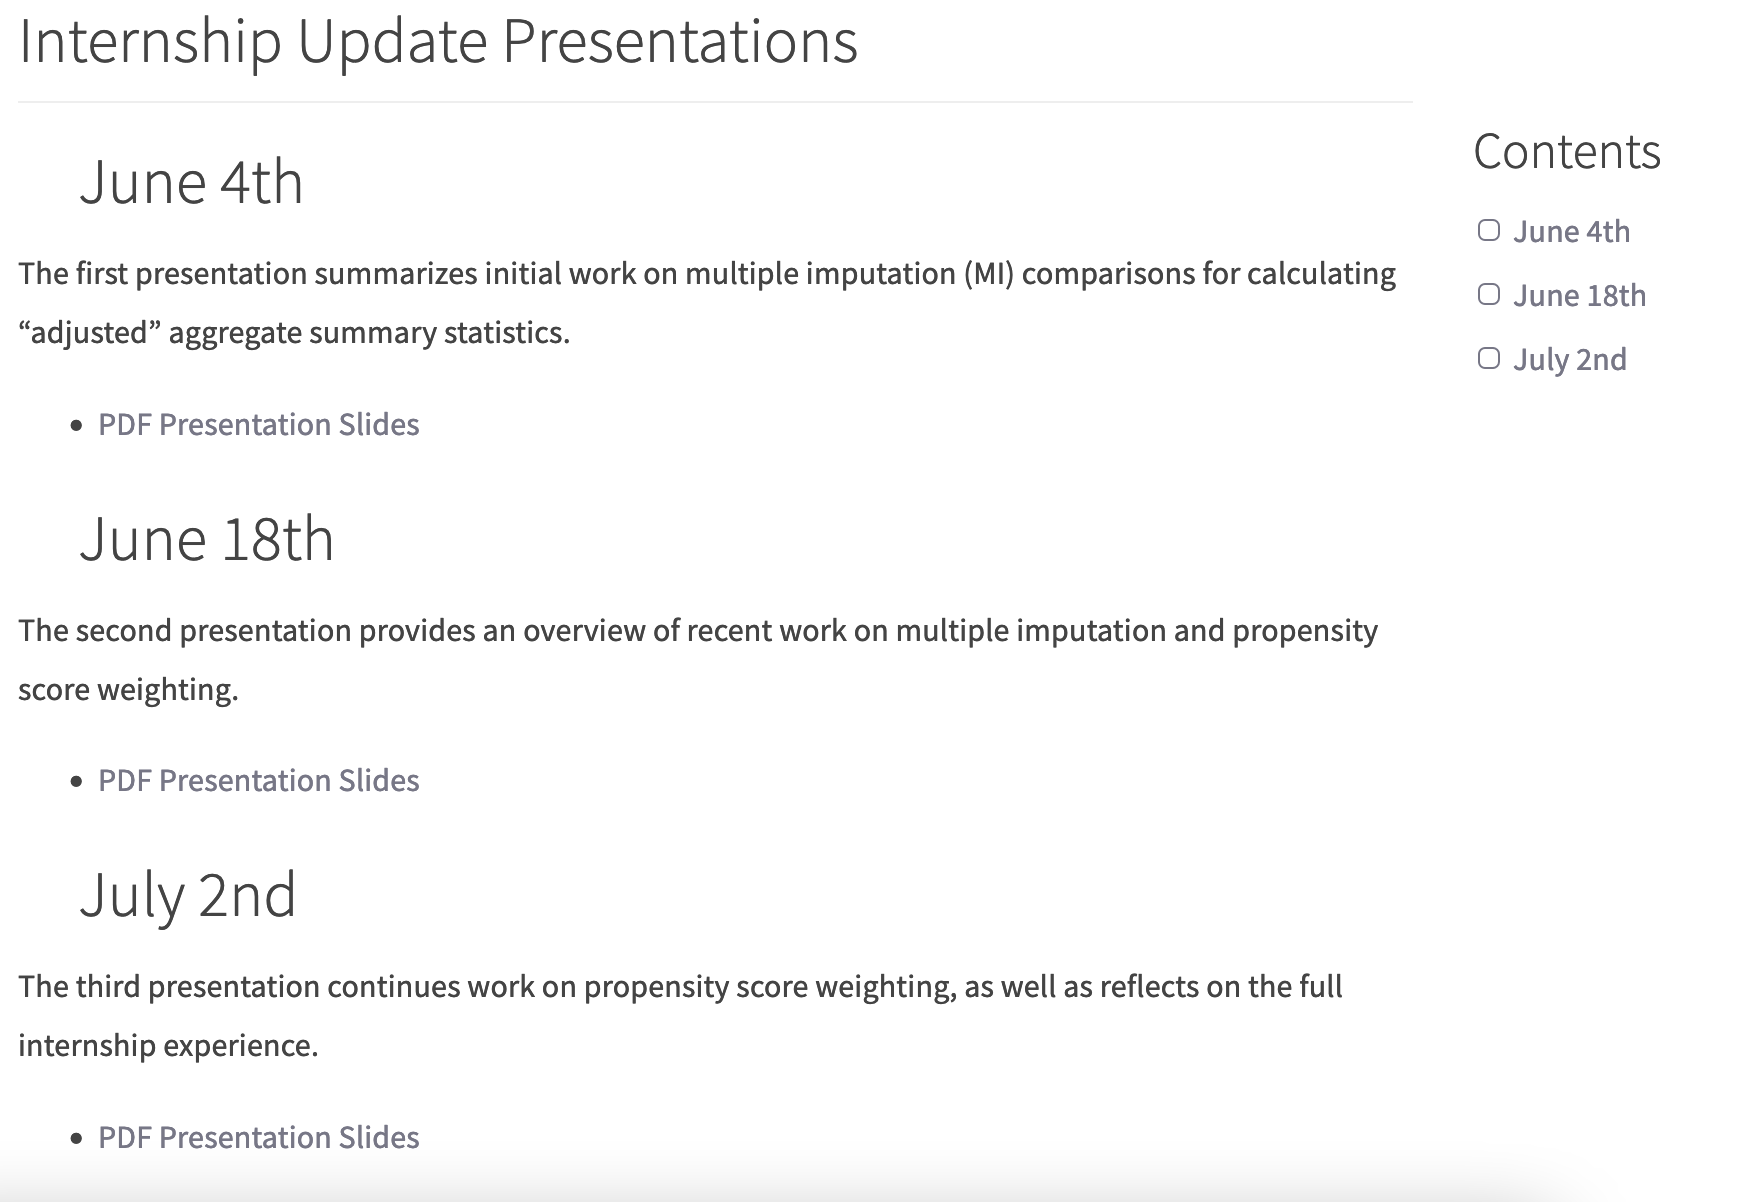 Internship Update Presentations
June 4th
The first presentation summarizes initial work on multiple imputation (MI) comparisons for calculating
“adjusted” aggregate summary statistics.
PDF Presentation Slides
June 18th
The second presentation provides an overview of recent work on multiple imputation and propensity
score weighting.
PDF Presentation Slides
July 2nd
The third presentation continues work on propensity score weighting, as well as reflects on the full
internship experience.
PDF Presentation Slides
Contents
June 4th
June 18th
July 2nd